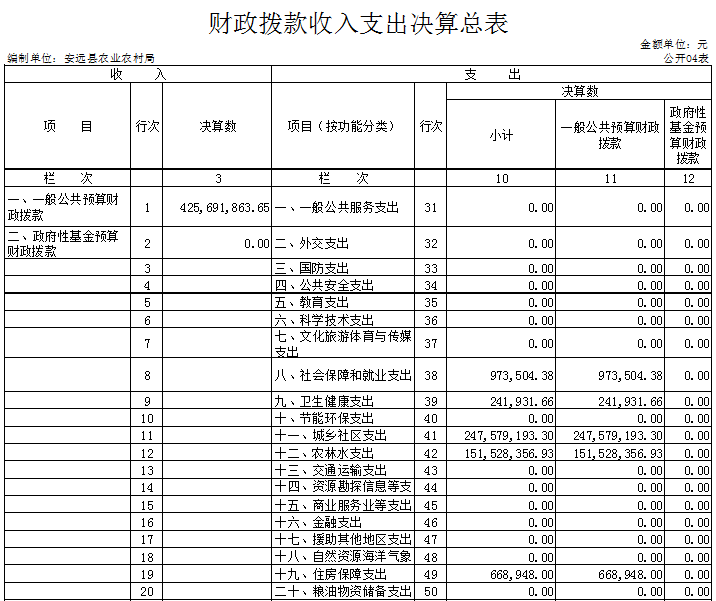 财政拨款收入支出决算总表
金额单位：元
编制单位：安远县农业农村局 公开04表
收 入 支 出
项 目 行次 决算数 项目（按功能分类） 行次 决算数
小计 一般公共预算财政拨款 政府性基金预算财政拨款
栏 次 3 栏 次 10 11 12
一、一般公共预算财政拨款 1 425,691,863.65 一、一般公共服务支出 31 0.00 0.00 0.00
二、政府性基金预算财政拨款 2 0.00 二、外交支出 32 0.00 0.00 0.00
3 三、国防支出 33 0.00 0.00 0.00
4 四、公共安全支出 34 0.00 0.00 0.00
5 五、教育支出 35 0.00 0.00 0.00
6 六、科学技术支出 36 0.00 0.00 0.00
7 七、文化旅游体育与传媒支出 37 0.00 0.00 0.00
8 八、社会保障和就业支出 38 973,504.38 973,504.38 0.00
9 九、卫生健康支出 39 241,931.66 241,931.66 0.00
10 十、节能环保支出 40 0.00 0.00 0.00
11 十一、城乡社区支出 41 247,579,193.30 247,579,193.30 0.00
12 十二、农林水支出 42 151,528,356.93 151,528,356.93 0.00
13 十三、交通运输支出 43 0.00 0.00 0.00
14 十四、资源勘探信息等支 44 0.00 0.00 0.00
15 十五、商业服务业等支出 45 0.00 0.00 0.00
16 十六、金融支出 46 0.00 0.00 0.00
17 十七、援助其他地区支出 47 0.00 0.00 0.00
18 十八、自然资源海洋气象 48 0.00 0.00 0.00
19 十九、住房保障支出 49 668,948.00 668,948.00 0.00
20 二十、粮油物资储备支出 50 0.00 0.00 0.00